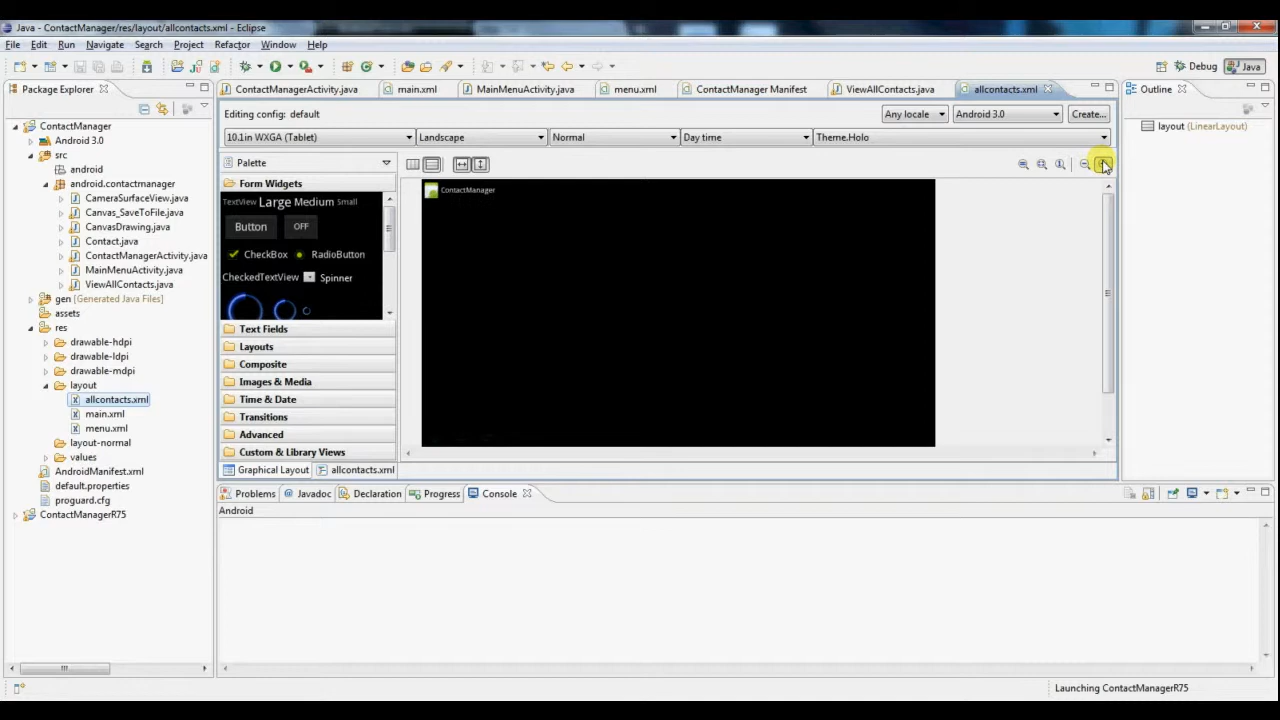 Java - ContactManager/res/layout/allcontacts.xml - Eclipse
File Edit Run Navigate Search Project Refactor Window Help
Debug Java
Package Explorer
ContactManagerActivity.java main.xml MainMenuActivity.java menu.xml ContactManager Manifest ViewAllContacts.java allcontacts.xml
Outline
Editing config: default
Any locale Android 3.0 Create...
10.1in WXGA (Tablet) Landscape Normal Day time Theme.Holo
layout (LinearLayout)
ContactManager
Android 3.0
src
android
android.contactmanager
CameraSurfaceView.java
Canvas_SaveToFile.java
CanvasDrawing.java
Contact.java
ContactManagerActivity.java
MainMenuActivity.java
ViewAllContacts.java
gen [Generated Java Files]
assets
res
drawable-hdpi
drawable-ldpi
drawable-mdpi
layout
allcontacts.xml
main.xml
menu.xml
layout-normal
values
AndroidManifest.xml
default.properties
proguard.cfg
ContactManagerR75
Palette
Form Widgets
TextView Large Medium Small
Button OFF
CheckBox RadioButton
CheckedTextView Spinner
Text Fields
Layouts
Composite
Images & Media
Time & Date
Transitions
Advanced
Custom & Library Views
ContactManager
Graphical Layout allcontacts.xml
Problems Javadoc Declaration Progress Console
Android
Launching ContactManagerR75